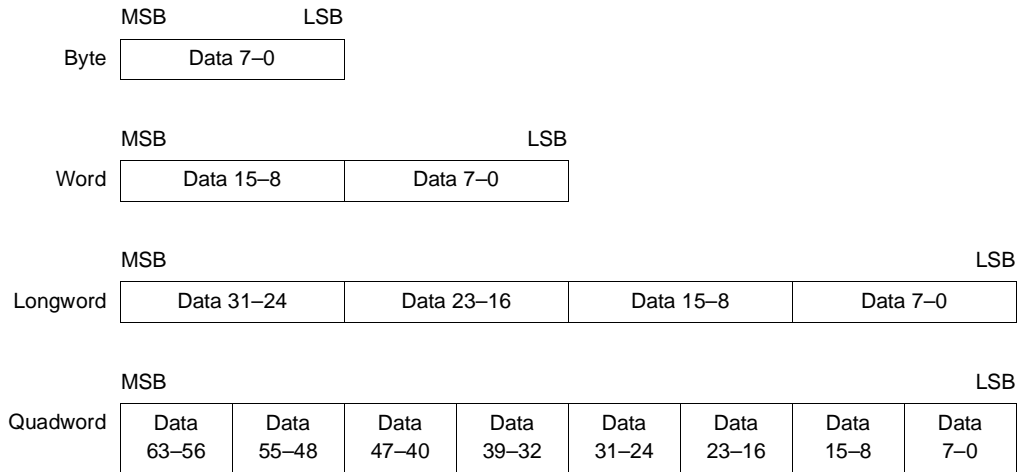 MSB LSB
Byte Data 7–0
MSB LSB
Word Data 15–8 Data 7–0
MSB LSB
Longword Data 31–24 Data 23–16 Data 15–8 Data 7–0
MSB LSB
Quadword Data Data Data Data Data Data Data Data
63–56 55–48 47–40 39–32 31–24 23–16 15–8 7–0